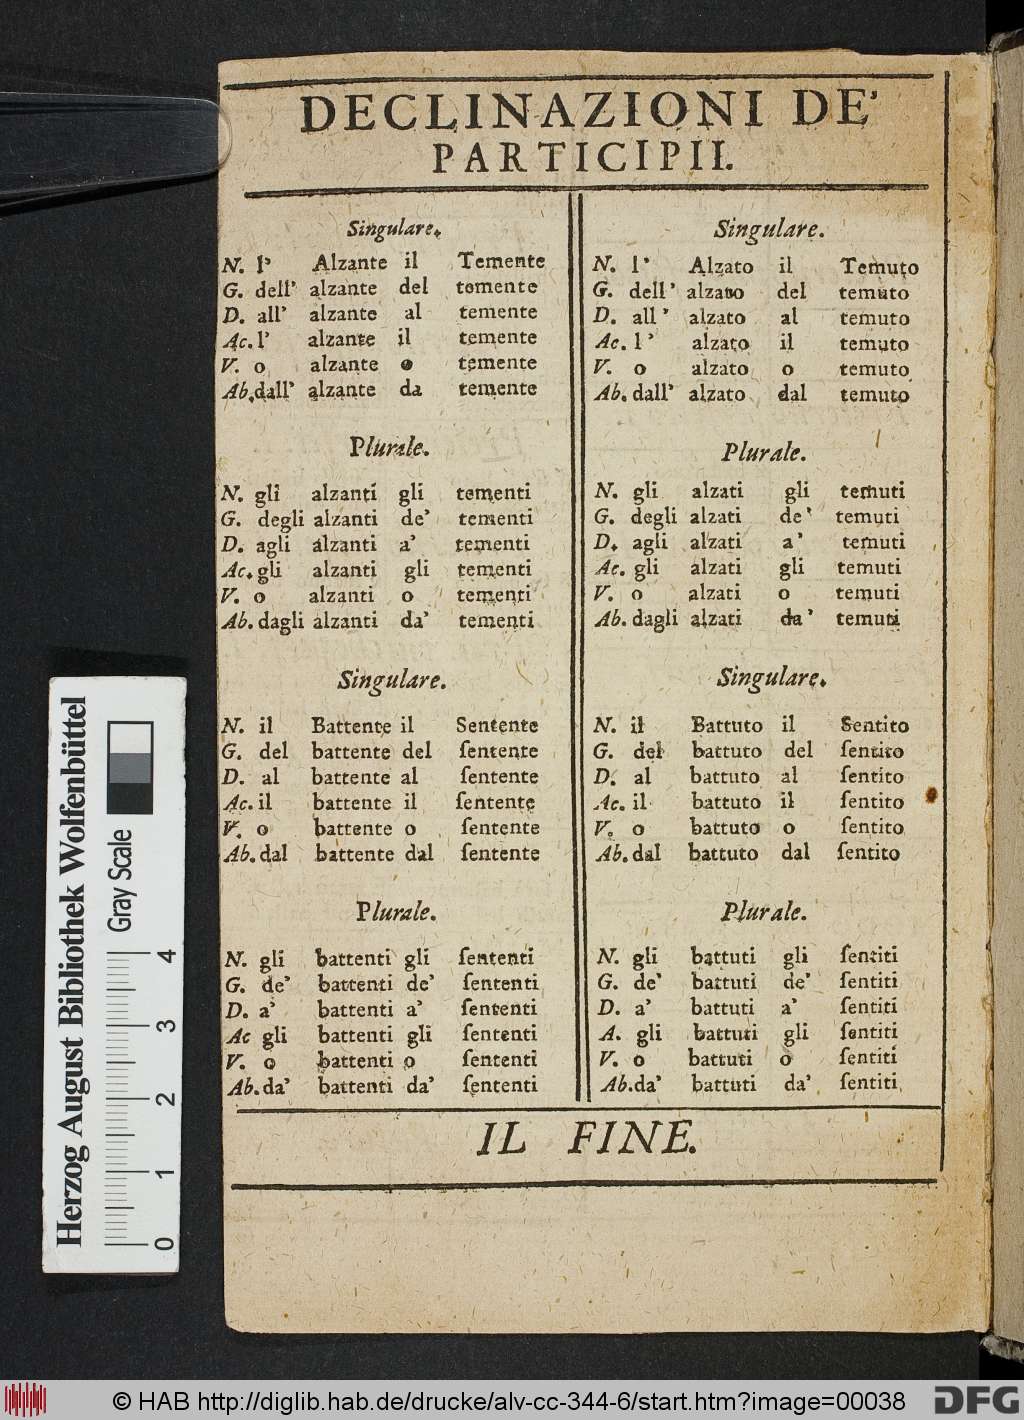 DECLINAZIONI DE'
PARTICIPII.
Singulare.
N. l' Alzante il Temente
G. dell' alzante del temente
D. all' alzante al temente
Ac. l' alzante il temente
V. o alzante o temente
Ab. dall' alzante da temente
Plurale.
N. gli alzanti gli tementi
G. degli alzanti de' tementi
D. agli alzanti a' tementi
Ac. gli alzanti gli tementi
V. o alzanti o tementi
Ab. dagli alzanti da' tementi
Singulare.
N. il Battente il Sentente
G. del battente del ſentente
D. al battente al ſentente
Ac. il battente il ſentente
V. o battente o ſentente
Ab. dal battente dal ſentente
Plurale.
N. gli battenti gli ſententi
G. de' battenti de' ſententi
D. a' battenti a' ſententi
Ac gli battenti gli ſententi
V. o battenti o ſententi
Ab. da' battenti da' ſententi
Singulare.
N. l' Alzato il Temuto
G. dell' alzato del temuto
D. all' alzato al temuto
Ac. l' alzato il temuto
V. o alzato o temuto
Ab. dall' alzato dal temuto
Plurale.
N. gli alzati gli temuti
G. degli alzati de' temuti
D. agli alzati a' temuti
Ac. gli alzati gli temuti
V. o alzati o temuti
Ab. dagli alzati da' temuti
Singulare.
N. il Battuto il Sentito
G. del battuto del ſentito
D. al battuto al ſentito
Ac. il battuto il ſentito
V. o battuto o ſentito
Ab. dal battuto dal ſentito
Plurale.
N. gli battuti gli ſentiti
G. de' battuti de' ſentiti
D. a' battuti a' ſentiti
A. gli battuti gli ſentiti
V. o battuti o ſentiti
Ab. da' battuti da' ſentiti
IL FINE.
Herzog August Bibliothek Wolfenbüttel
Gray Scale
0 1 2 3 4
© HAB http://diglib.hab.de/drucke/alv-cc-344-6/start.htm?image=00038
DFG